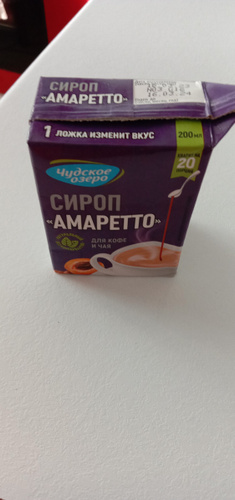 СИРОП
«АМАРЕТТО»
1 ЛОЖКА ИЗМЕНИТ ВКУС
200 мл
20
Чудское
озеро
СИРОП
«АМАРЕТТО»
ДЛЯ КОФЕ
И ЧАЯ